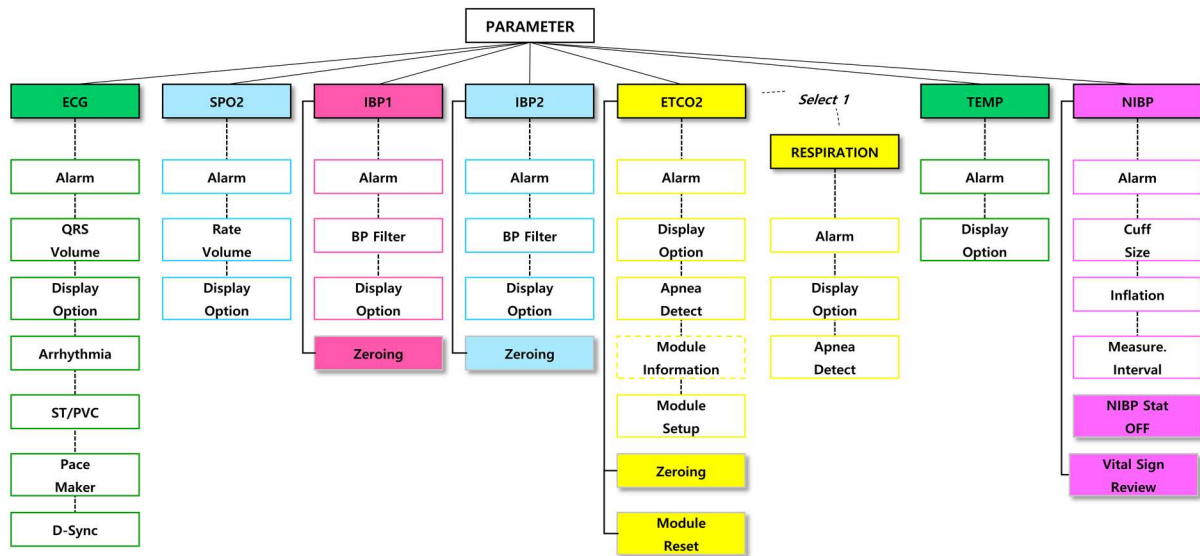 PARAMETER
ECG
Alarm
QRS
Volume
Display
Option
Arrhythmia
ST/PVC
Pace
Maker
D-Sync
SPO2
Alarm
Rate
Volume
Display
Option
IBP1
Alarm
BP Filter
Display
Option
Zeroing
IBP2
Alarm
BP Filter
Display
Option
Zeroing
ETCO2
Alarm
Display
Option
Apnea
Detect
Module
Information
Module
Setup
Zeroing
Module
Reset
Select 1
RESPIRATION
Alarm
Display
Option
Apnea
Detect
TEMP
Alarm
Display
Option
NIBP
Alarm
Cuff
Size
Inflation
Measure.
Interval
NIBP Stat
OFF
Vital Sign
Review